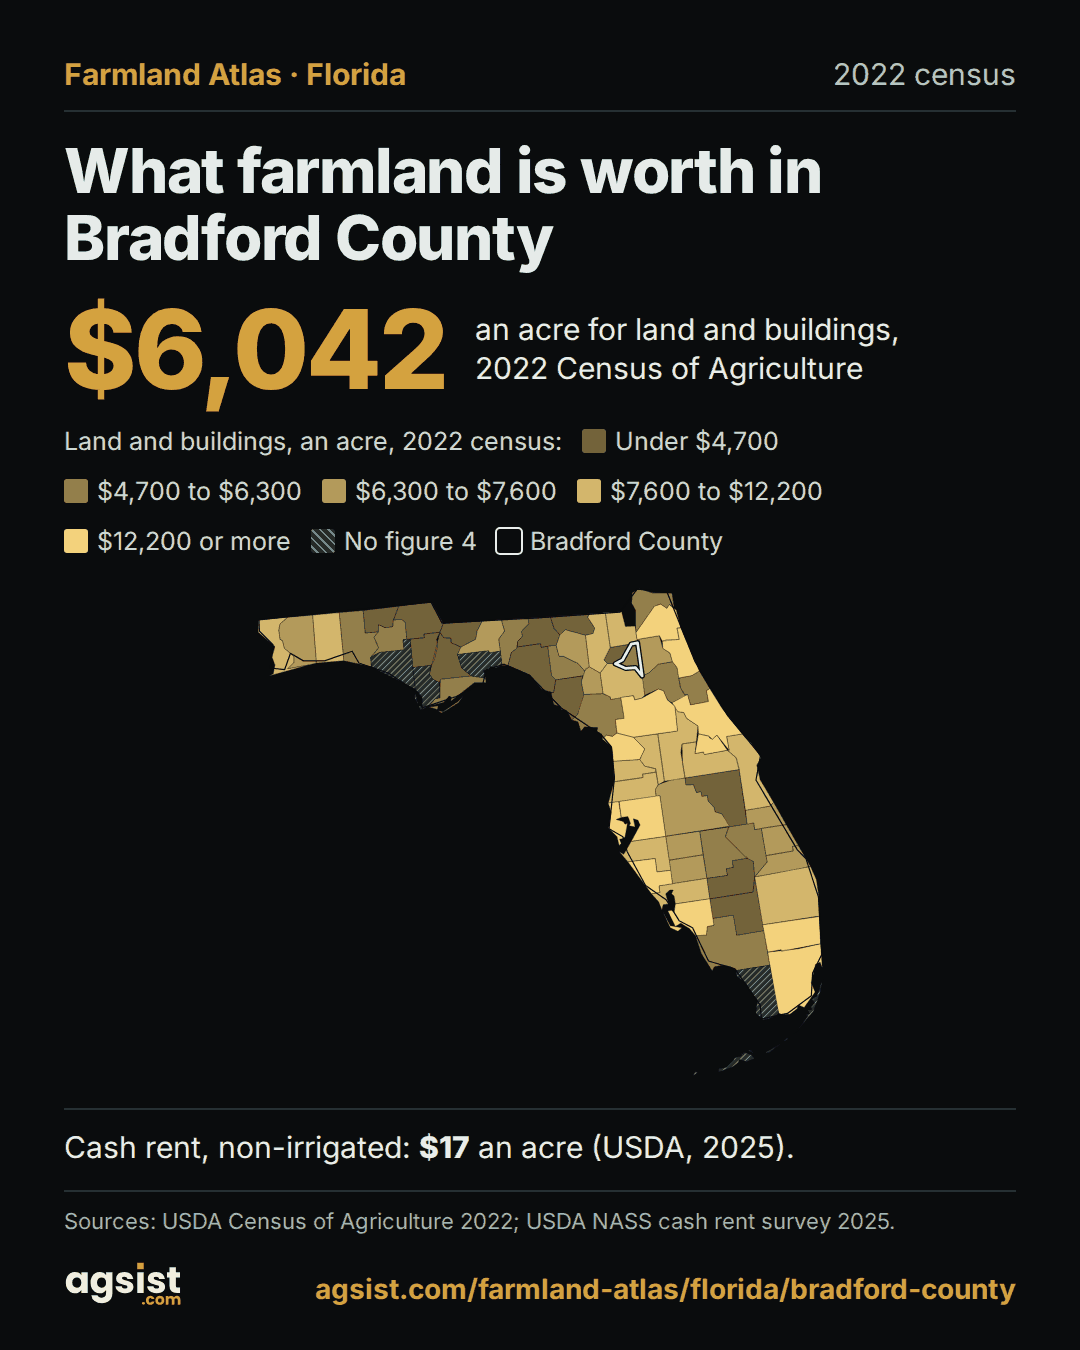 Farmland Atlas · Florida
2022 census
What farmland is worth in
Bradford County
$6,042
an acre for land and buildings,
2022 Census of Agriculture
Land and buildings, an acre, 2022 census: Under $4,700
$4,700 to $6,300 $6,300 to $7,600 $7,600 to $12,200
$12,200 or more No figure 4 Bradford County
Cash rent, non-irrigated: $17 an acre (USDA, 2025).
Sources: USDA Census of Agriculture 2022; USDA NASS cash rent survey 2025.
agsist
.com
agsist.com/farmland-atlas/florida/bradford-county